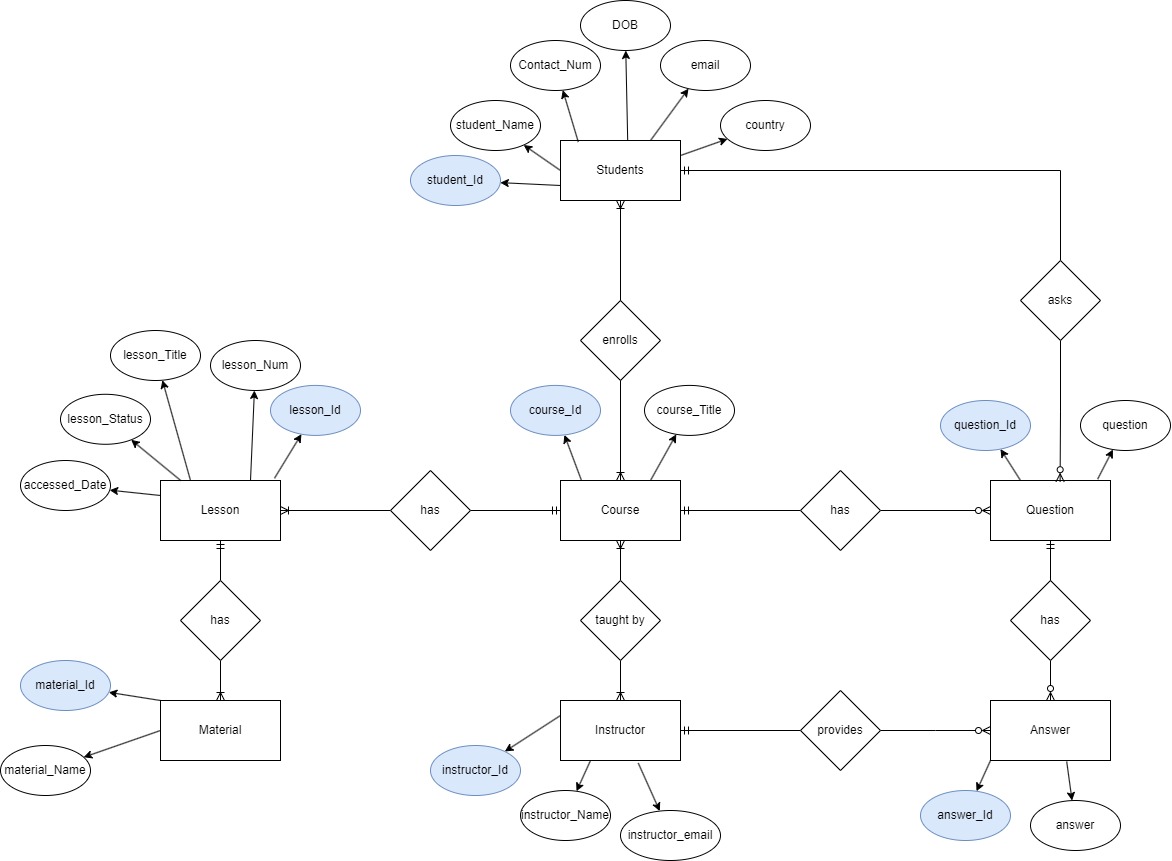 DOB
Contact_Num
email
student_Name
country
Students
student_Id
asks
enrolls
lesson_Title
lesson_Num
lesson_Id
course_Id
course_Title
lesson_Status
question_Id
question
accessed_Date
Lesson
has
Course
has
Question
has
taught by
has
material_Id
Material
Instructor
provides
Answer
material_Name
instructor_Id
instructor_Name
instructor_email
answer_Id
answer